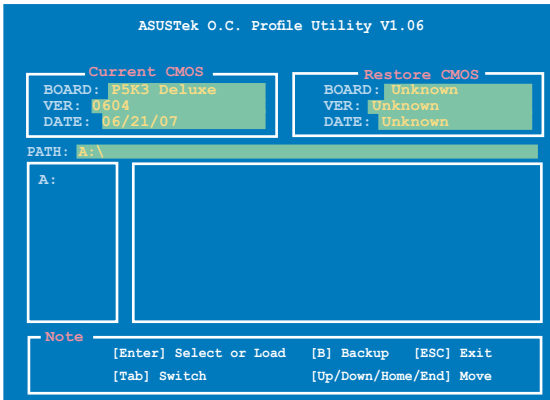 ASUSTek O.C. Profile Utility V1.06
Current CMOS
BOARD: P5K3 Deluxe
VER: 0604
DATE: 06/21/07
Restore CMOS
BOARD: Unknown
VER: Unknown
DATE: Unknown
PATH: A:\
A:
Note
[Enter] Select or Load [B] Backup [ESC] Exit
[Tab] Switch [Up/Down/Home/End] Move